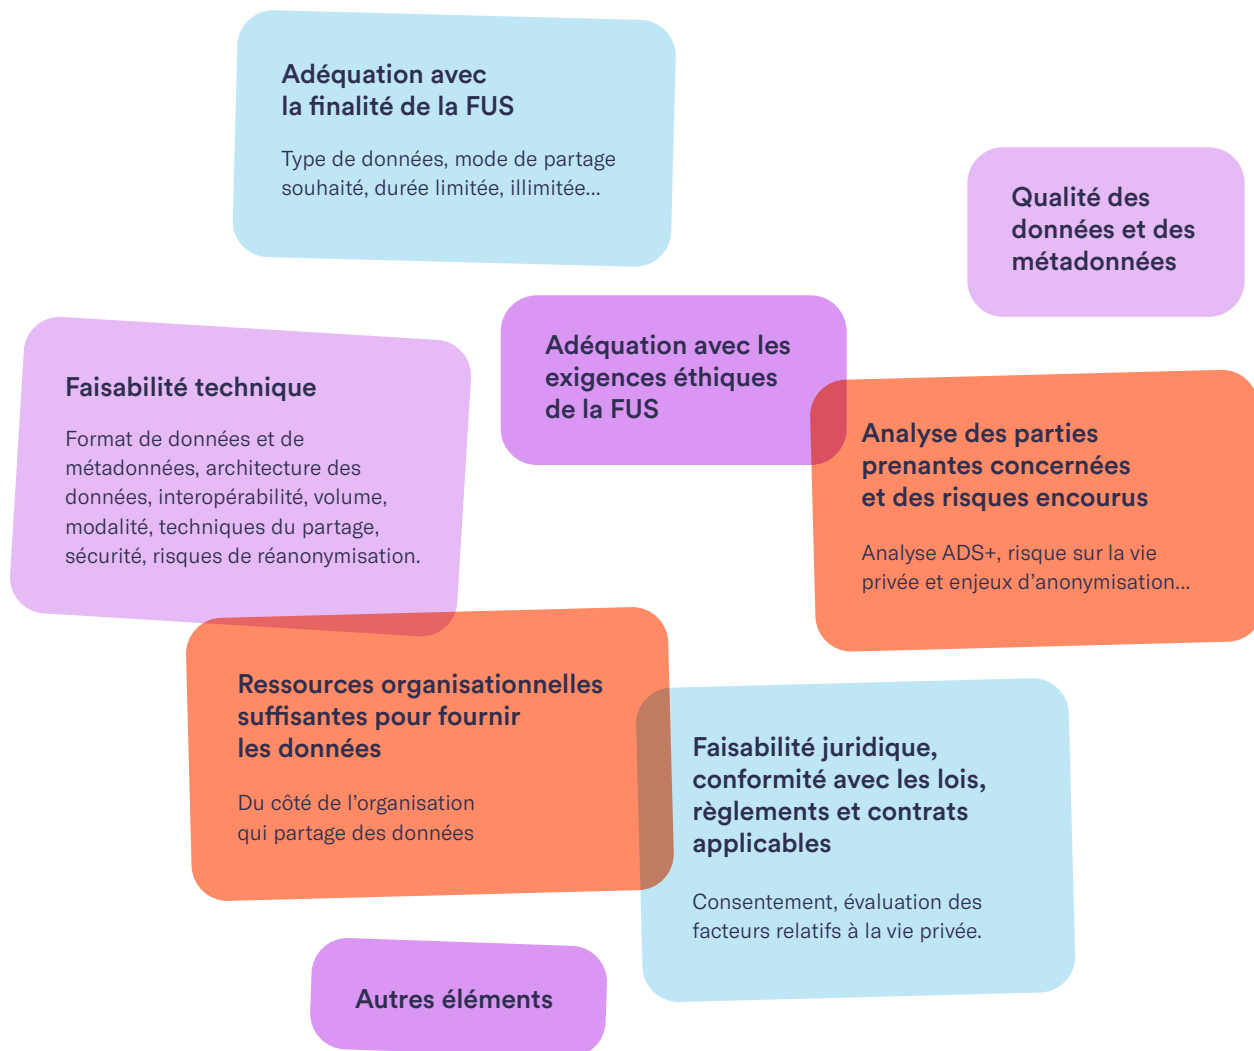 Adéquation avec
la finalité de la FUS
Type de données, mode de partage
souhaité, durée limitée, illimitée...
Qualité des
données et des
métadonnées
Adéquation avec les
exigences éthiques
de la FUS
Faisabilité technique
Format de données et de
métadonnées, architecture des
données, interopérabilité, volume,
modalité, techniques du partage,
sécurité, risques de réanonymisation.
Analyse des parties
prenantes concernées
et des risques encourus
Analyse ADS+, risque sur la vie
privée et enjeux d’anonymisation...
Ressources organisationnelles
suffisantes pour fournir
les données
Du côté de l’organisation
qui partage des données
Faisabilité juridique,
conformité avec les lois,
règlements et contrats
applicables
Consentement, évaluation des
facteurs relatifs à la vie privée.
Autres éléments